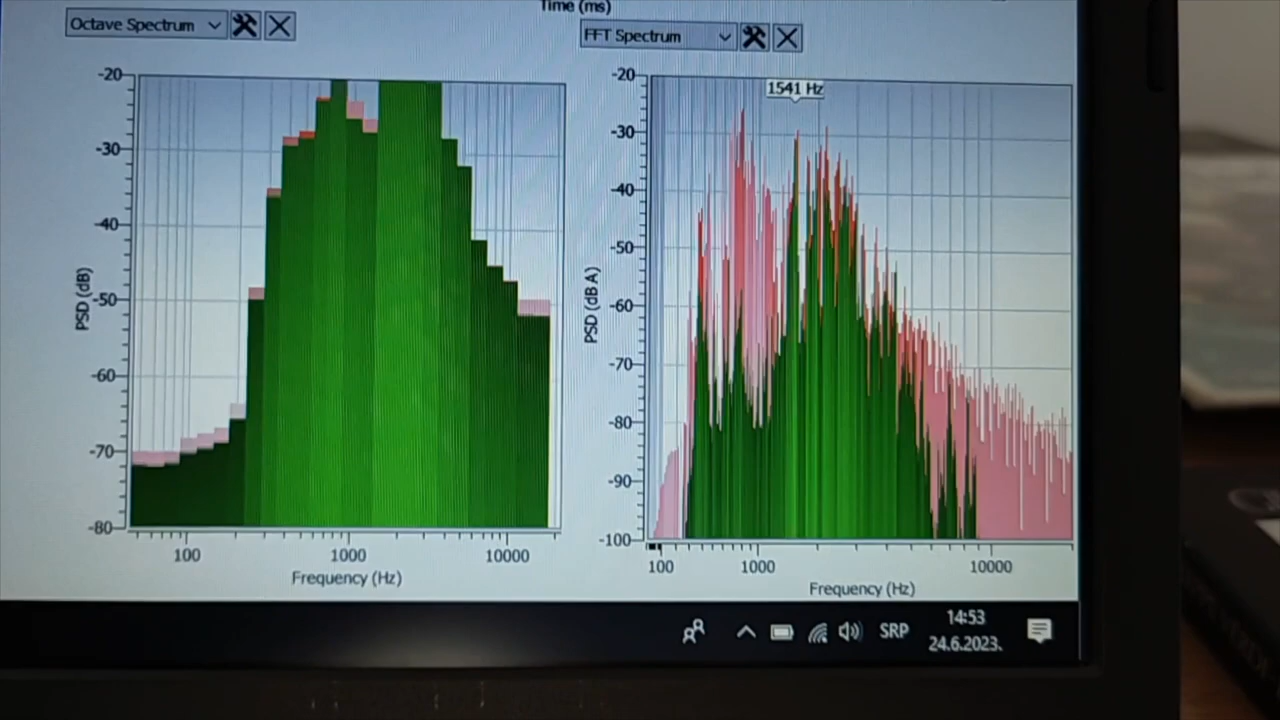 Time (ms)
Octave Spectrum
FFT Spectrum
-20
-30
-40
-50
-60
-70
-80
PSD (dB)
100
1000
10000
Frequency (Hz)
1541 Hz
-20
-30
-40
-50
-60
-70
-80
-90
-100
PSD (dB A)
100
1000
10000
Frequency (Hz)
SRP
14:53
24.6.2023.